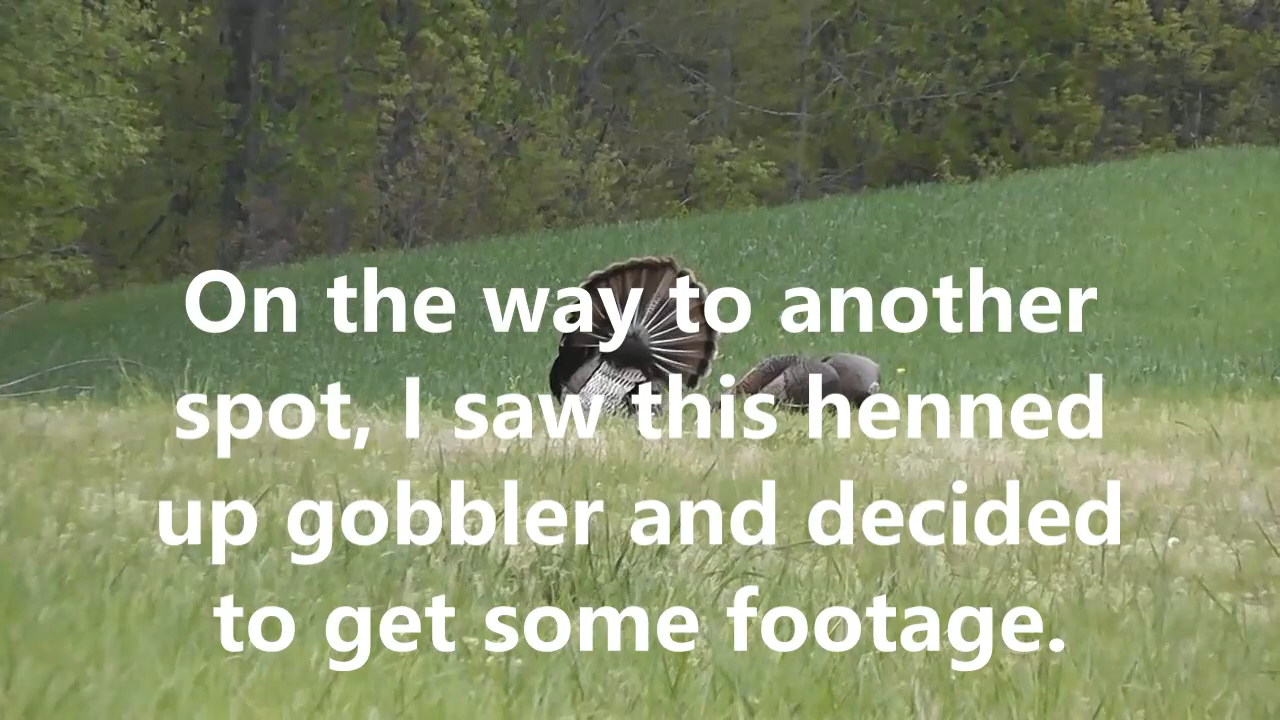 On the way to another
spot, I saw this henned
up gobbler and decided
to get some footage.